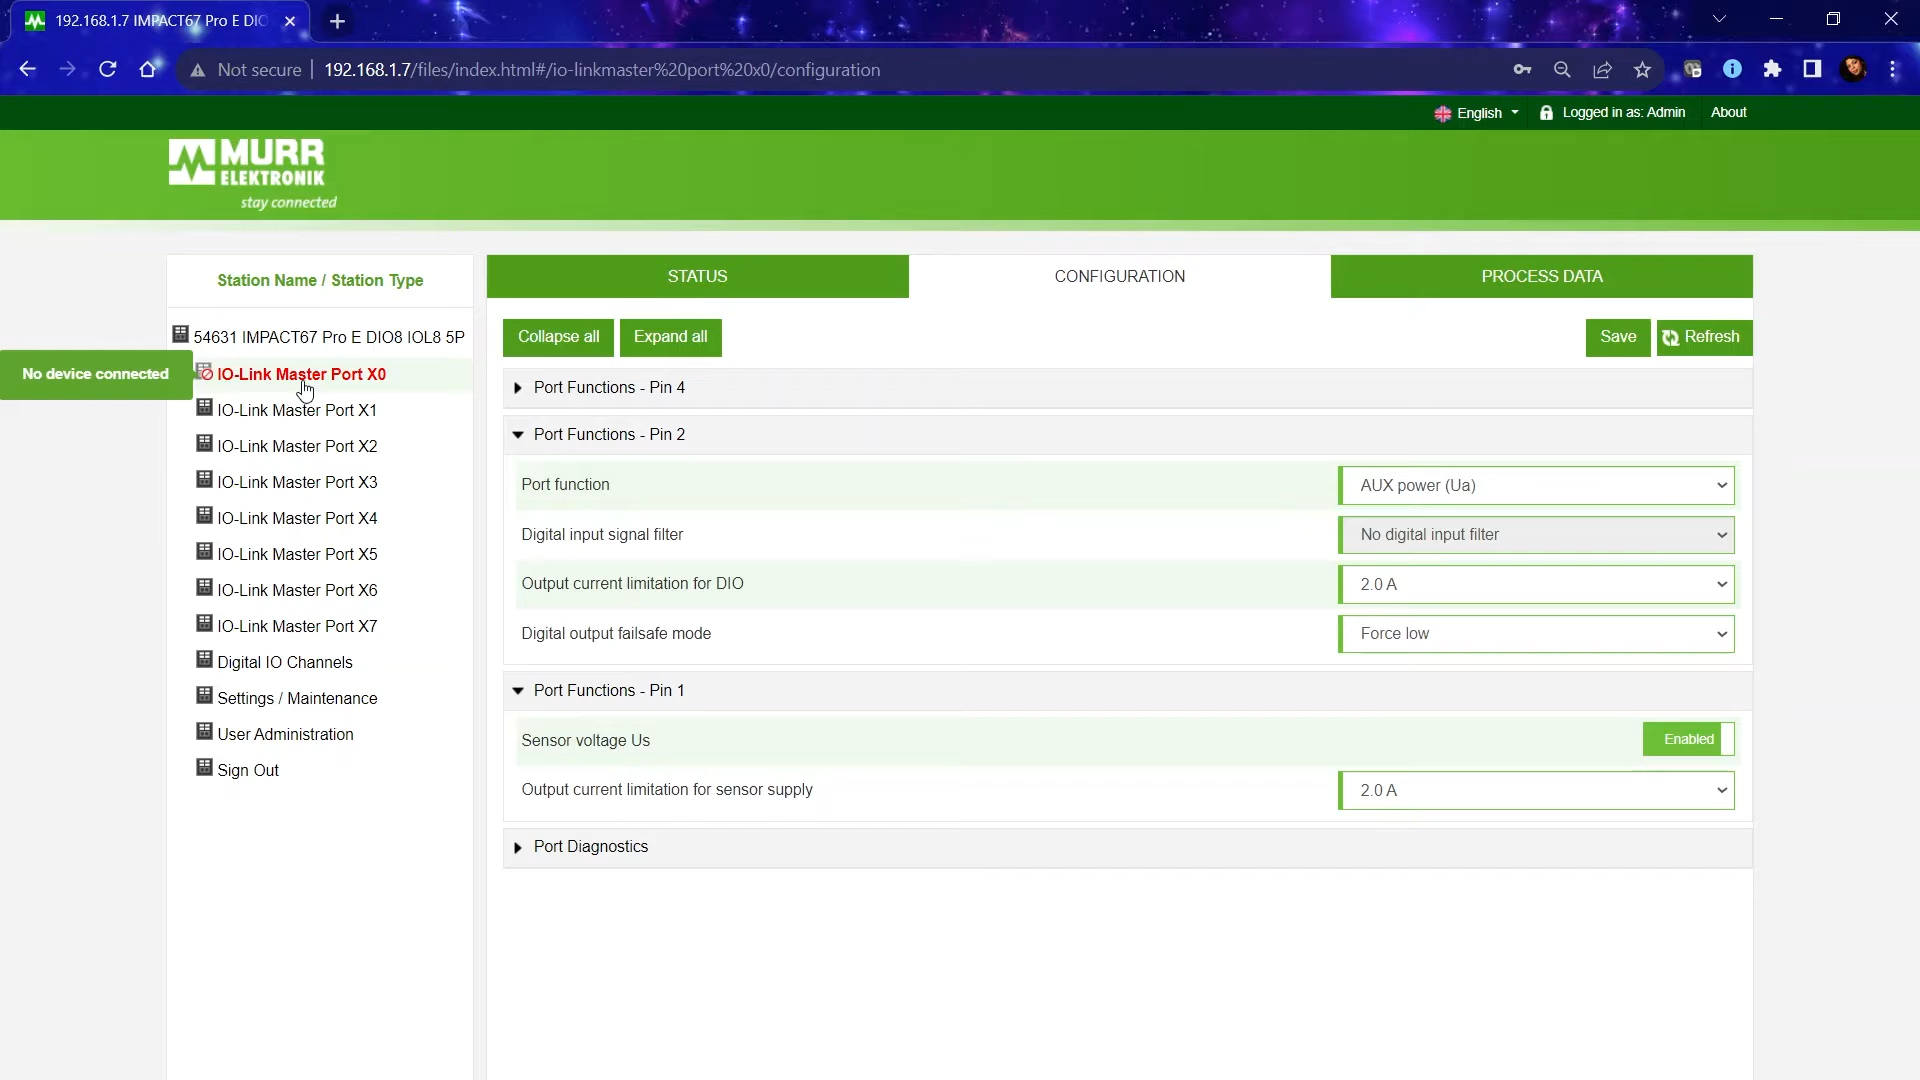 192.168.1.7 IMPACT67 Pro E DIO
Not secure
192.168.1.7/files/index.html#/io-linkmaster%20port%20x0/configuration
English
Logged in as: Admin
About
MURR
ELEKTRONIK
stay connected
Station Name / Station Type
54631 IMPACT67 Pro E DIO8 IOL8 5P
No device connected
IO-Link Master Port X0
IO-Link Master Port X1
IO-Link Master Port X2
IO-Link Master Port X3
IO-Link Master Port X4
IO-Link Master Port X5
IO-Link Master Port X6
IO-Link Master Port X7
Digital IO Channels
Settings / Maintenance
User Administration
Sign Out
STATUS
CONFIGURATION
PROCESS DATA
Collapse all
Expand all
Save
Refresh
Port Functions - Pin 4
Port Functions - Pin 2
Port function
AUX power (Ua)
Digital input signal filter
No digital input filter
Output current limitation for DIO
2.0 A
Digital output failsafe mode
Force low
Port Functions - Pin 1
Sensor voltage Us
Enabled
Output current limitation for sensor supply
2.0 A
Port Diagnostics